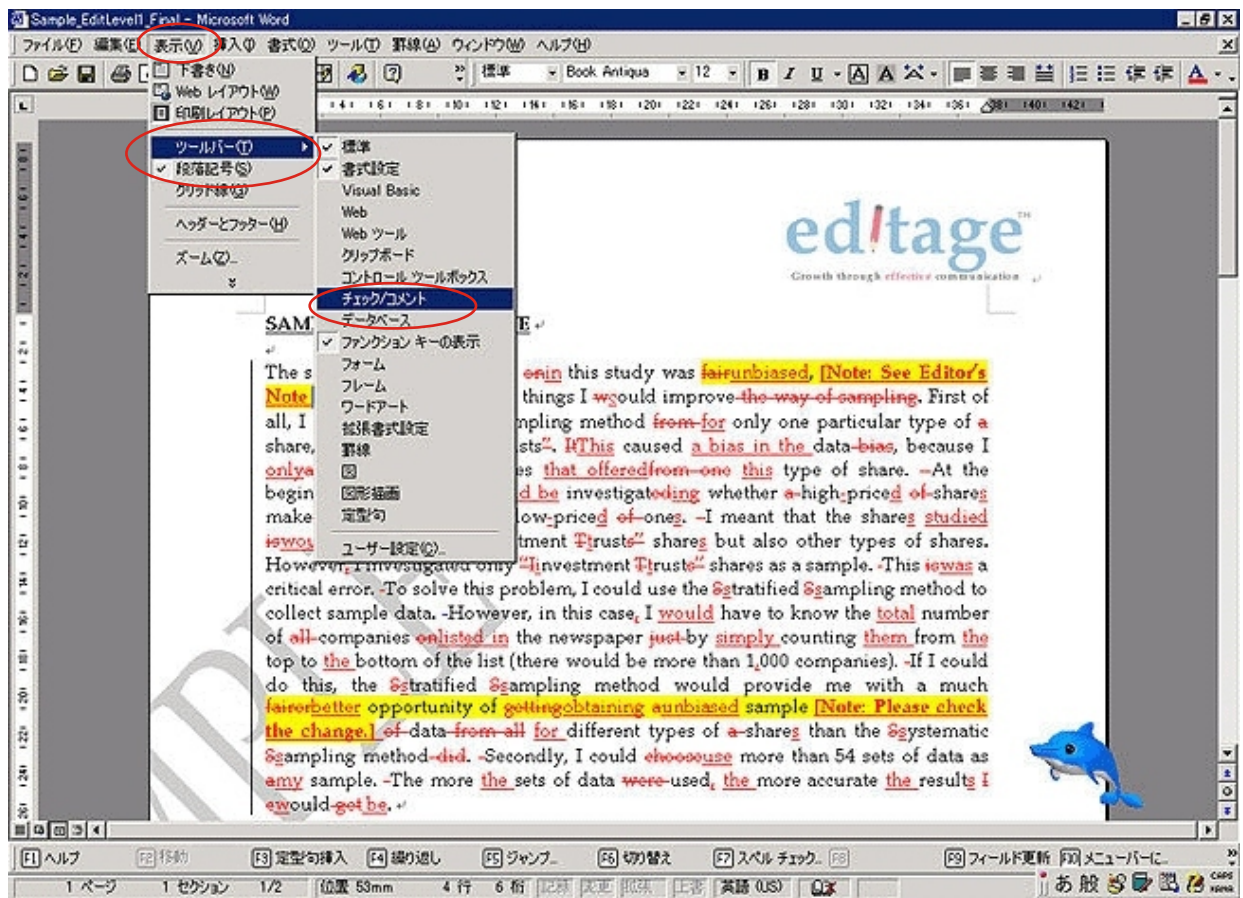 Sample_EditLevel1_Final - Microsoft Word
ファイル(F) 編集(E) 表示(V) 挿入(I) 書式(O) ツール(T) 罫線(A) ウィンドウ(W) ヘルプ(H)
標準 Book Antiqua 12 B I U A A A
下書き(N)
Web レイアウト(W)
印刷レイアウト(P)
ツールバー(T)
段落記号(S)
グリッド線(G)
ヘッダーとフッター(H)
ズーム(Z)...
標準
書式設定
Visual Basic
Web
Web ツール
クリップボード
コントロール ツールボックス
チェック/コメント
データベース
ファンクション キーの表示
フォーム
フレーム
ワードアート
拡張書式設定
罫線
図
図形描画
定型句
ユーザー設定(C)...
editage™
Growth through effective communication
SAM E
The s onin this study was fairunbiased, [Note: See Editor's
Note things I wcould improve the way of sampling. First of
all, I mpling method from for only one particular type of a
share, sts". ItThis caused a bias in the data bias, because I
onlya es that offeredfrom one this type of share. -At the
begin d be investigateding whether a high-priced of shares
make low-priced of ones. -I meant that the shares studied
iswou tment Ttrusts" shares but also other types of shares.
However, I investigated only "Iinvestment Ttrusts" shares as a sample. -This iswas a
critical error. -To solve this problem, I could use the Sstratified Ssampling method to
collect sample data. -However, in this case, I would have to know the total number
of all companies onlisted in the newspaper just by simply counting them from the
top to the bottom of the list (there would be more than 1,000 companies). -If I could
do this, the Sstratified Ssampling method would provide me with a much
fairerbetter opportunity of gettingobtaining aunbiased sample [Note: Please check
the change.] of data from all for different types of a shares than the Ssystematic
Ssampling method did. -Secondly, I could chooseuse more than 54 sets of data as
amy sample. -The more the sets of data were used, the more accurate the results I
would get be.
F1 ヘルプ F2 移動 F3 定型句挿入 F4 繰り返し F5 ジャンプ... F6 切り替え F7 スペル チェック... F8 F9 フィールド更新 F10 メニューバーに...
1 ページ 1 セクション 1/2 位置 53mm 4 行 6 桁 記録 変更 拡張 上書 英語 (US) あ 般 CAPS KANA